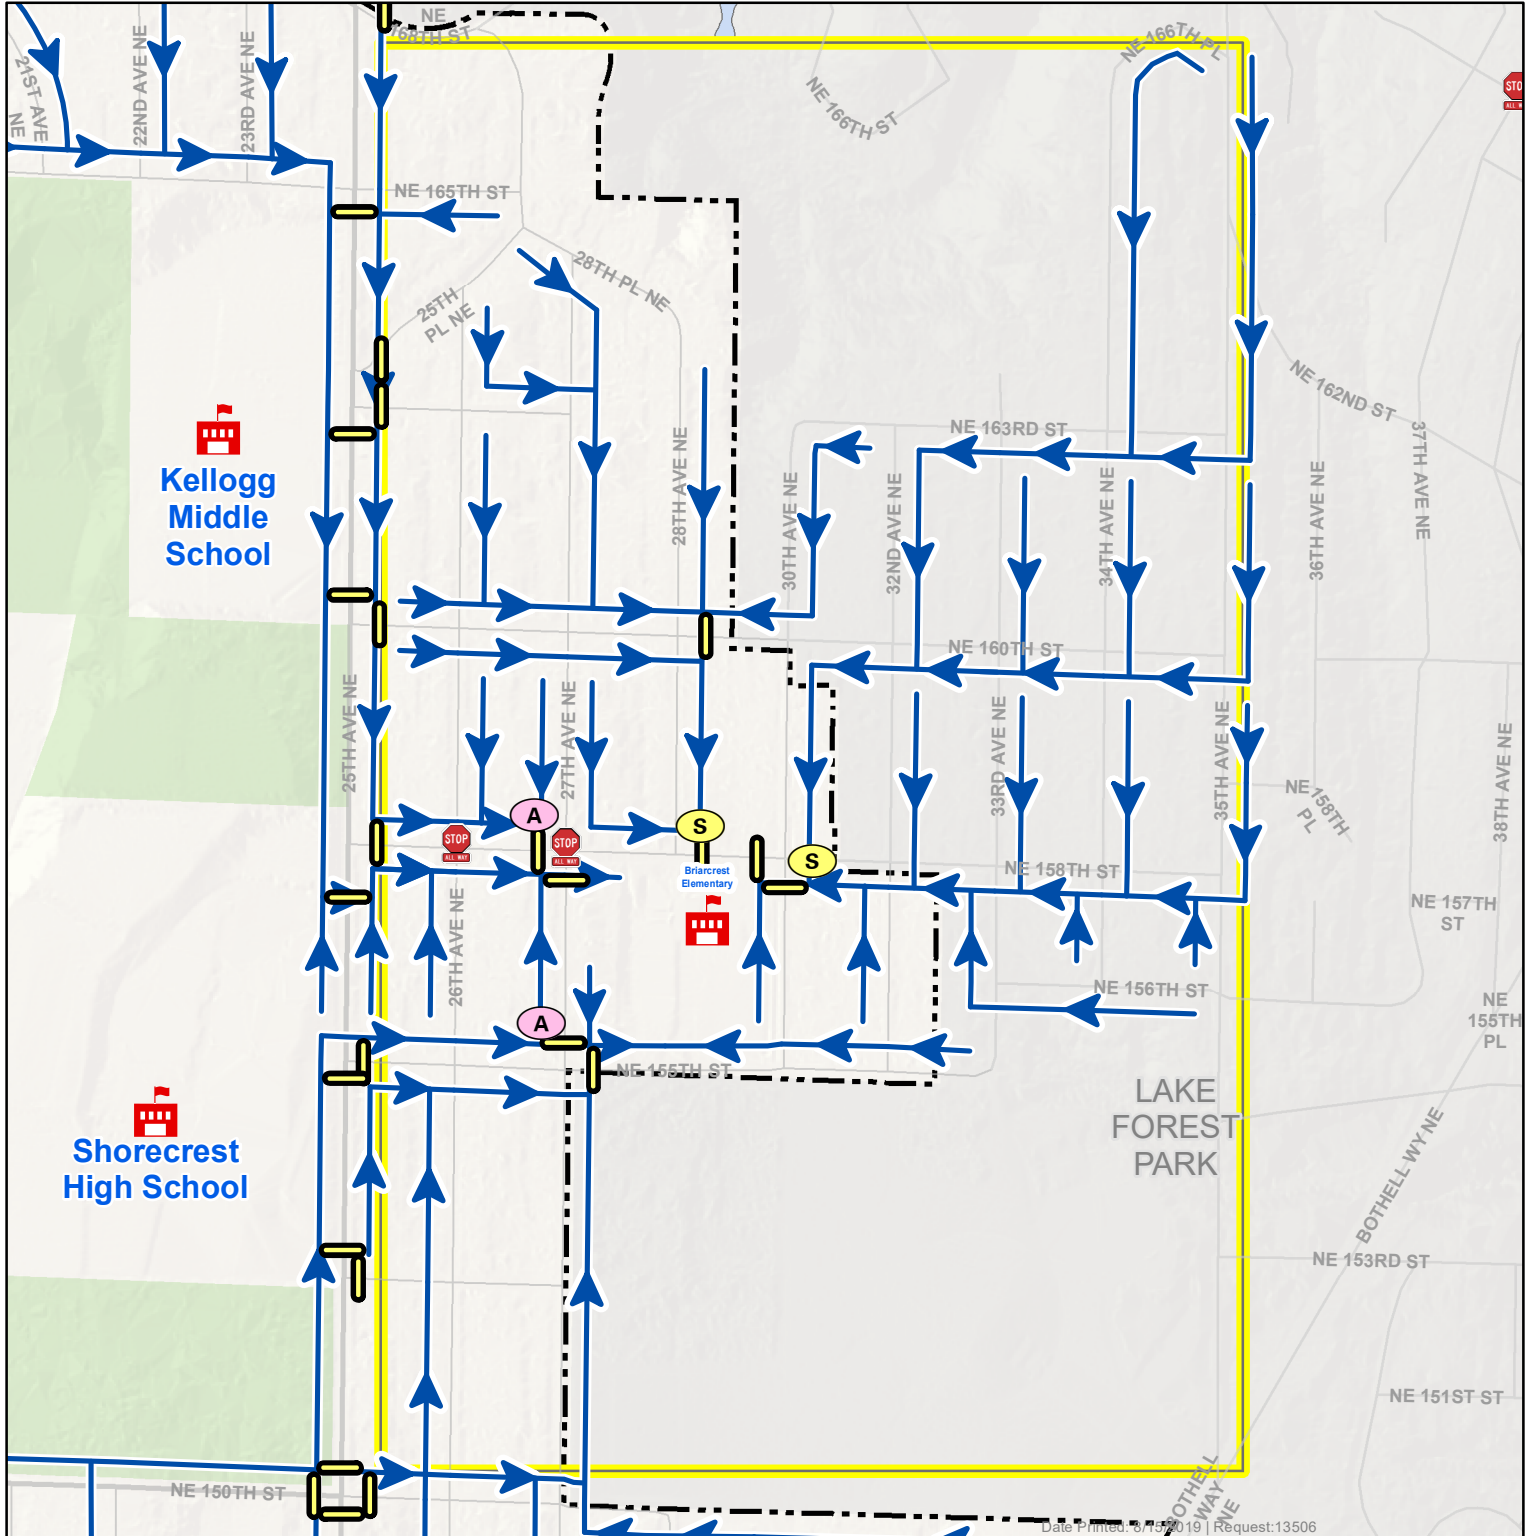 NE
168TH ST
NE 166TH PL
21ST AVE
NE
22ND AVE NE
23RD AVE NE
NE 166TH ST
STO
ALL W
NE 165TH ST
28TH PL NE
25TH
PL NE
NE 162ND ST
NE 163RD ST
37TH AVE NE
28TH AVE NE
30TH AVE NE
32ND AVE NE
34TH AVE NE
36TH AVE NE
Kellogg
Middle
School
NE 160TH ST
25TH AVE NE
27TH AVE NE
33RD AVE NE
35TH AVE NE
38TH AVE NE
NE 158TH
PL
A
STOP
ALL WAY
STOP
ALL WAY
S
S
NE 158TH ST
Briarcrest
Elementary
NE 157TH
ST
26TH AVE NE
NE 156TH ST
NE
155TH
PL
A
NE 155TH ST
LAKE
FOREST
PARK
Shorecrest
High School
BOTHELL WY NE
NE 153RD ST
NE 151ST ST
NE 150TH ST
BOTHELL
WAY
NE
Date Printed: 8/15/2019 | Request:13506